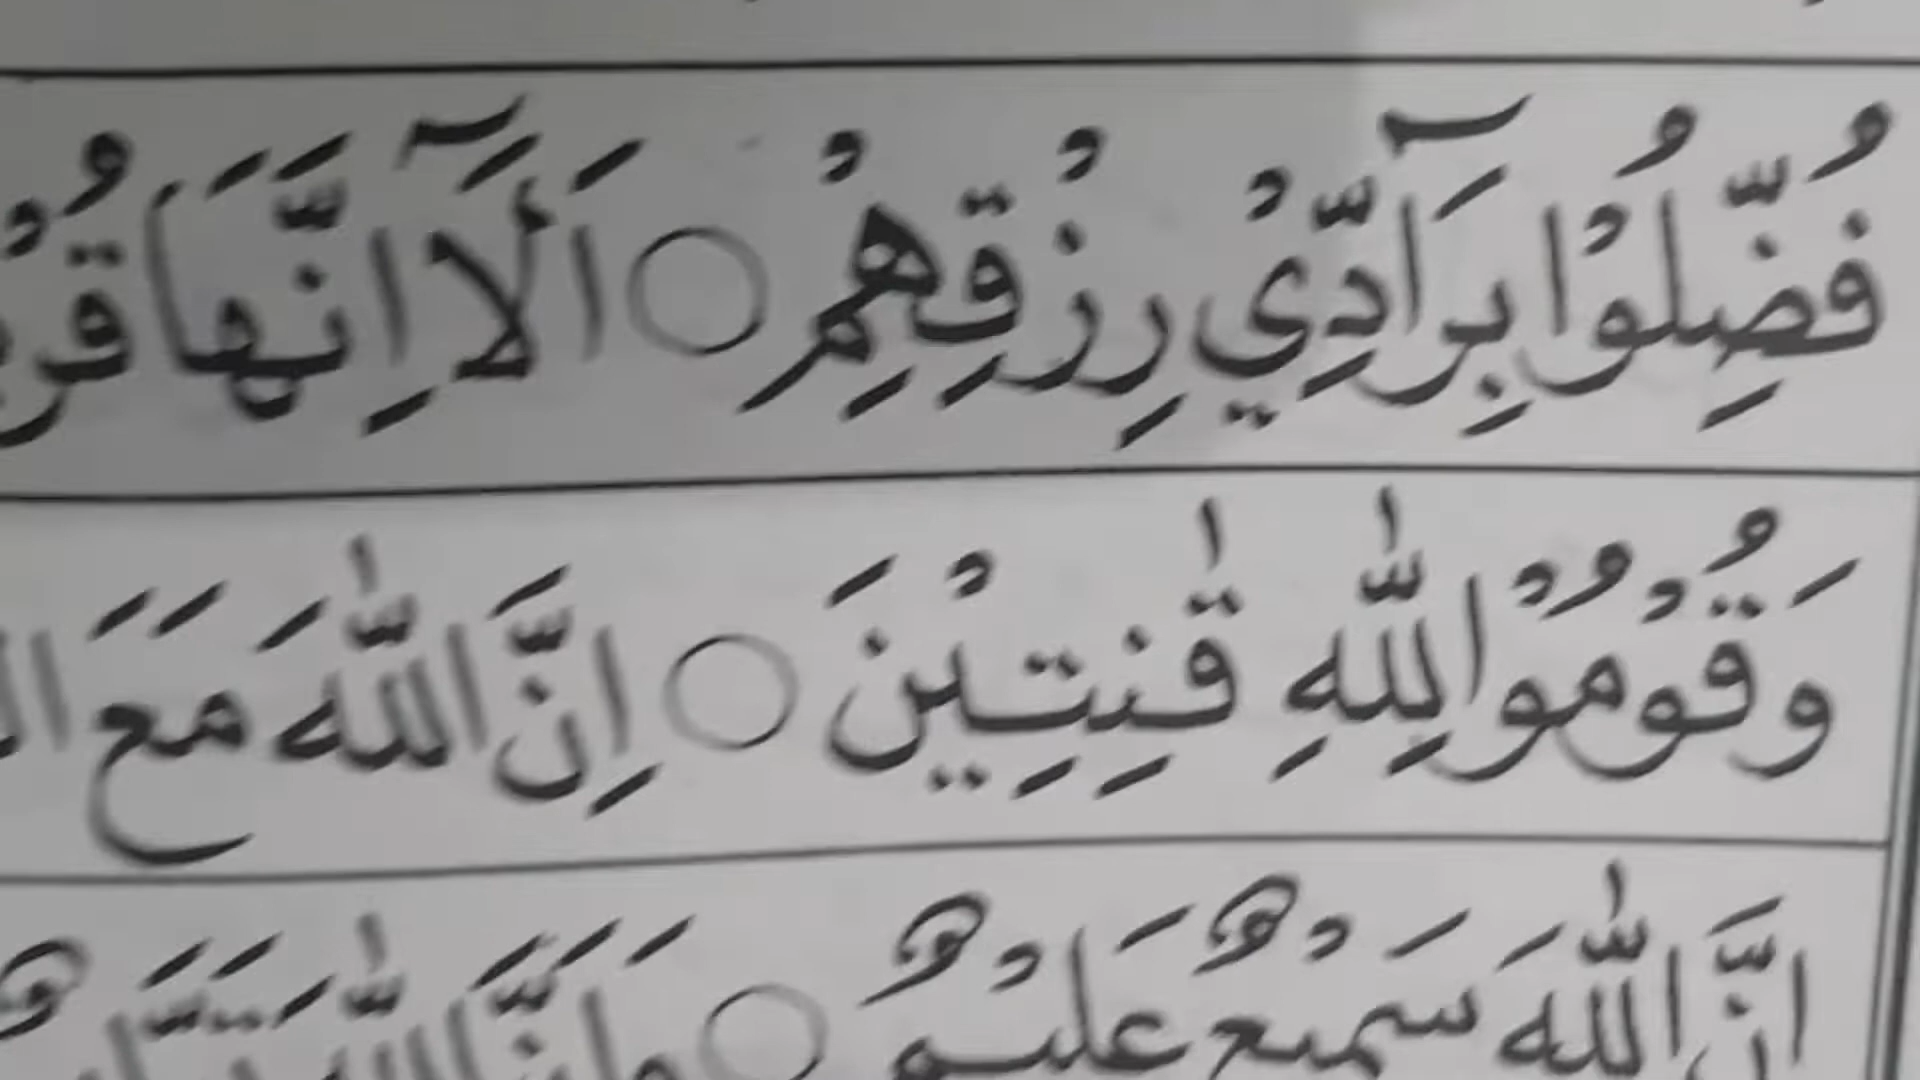 فُضِّلُوْا بِرَآدِّيْ رِزْقِهِمْ ○ اَلَآ اِنَّهَا
وَقُوْمُوْا لِلّٰهِ قٰنِتِيْنَ ○ اِنَّ اللّٰهَ مَعَ
اِنَّ اللّٰهَ سَمِيْعٌ عَلِيْمٌ ○